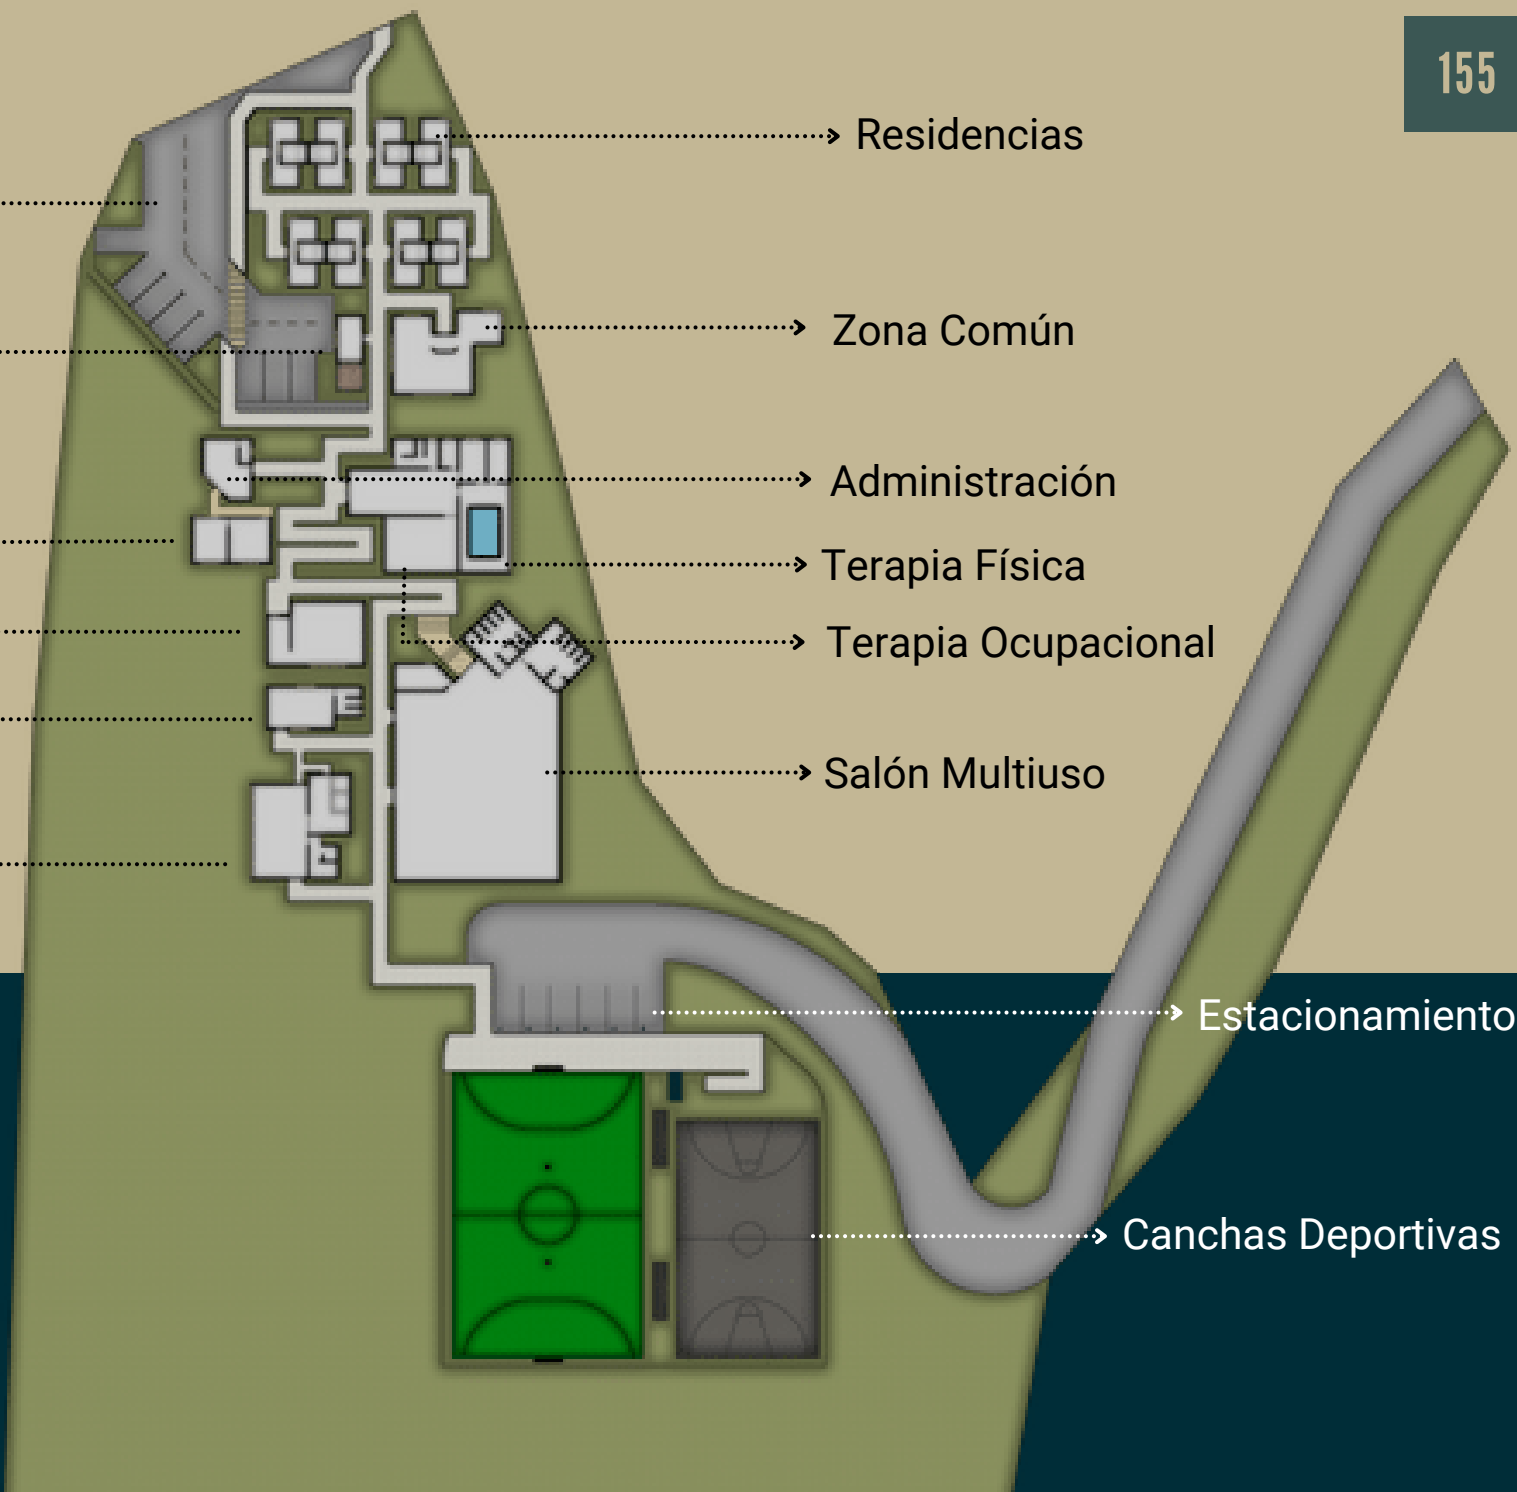 155
Residencias
Zona Común
Administración
Terapia Física
Terapia Ocupacional
Salón Multiuso
Estacionamiento
Canchas Deportivas